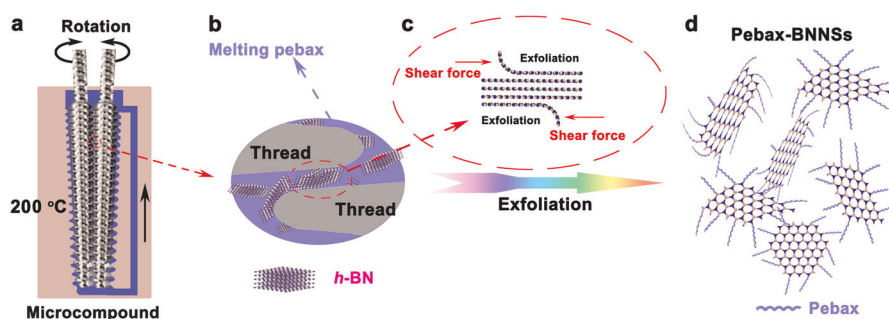 a
Rotation
200 °C
Microcompound
b
Melting pebax
Thread
Thread
h-BN
c
Exfoliation
Shear force
Exfoliation
Shear force
Exfoliation
d
Pebax-BNNSs
Pebax